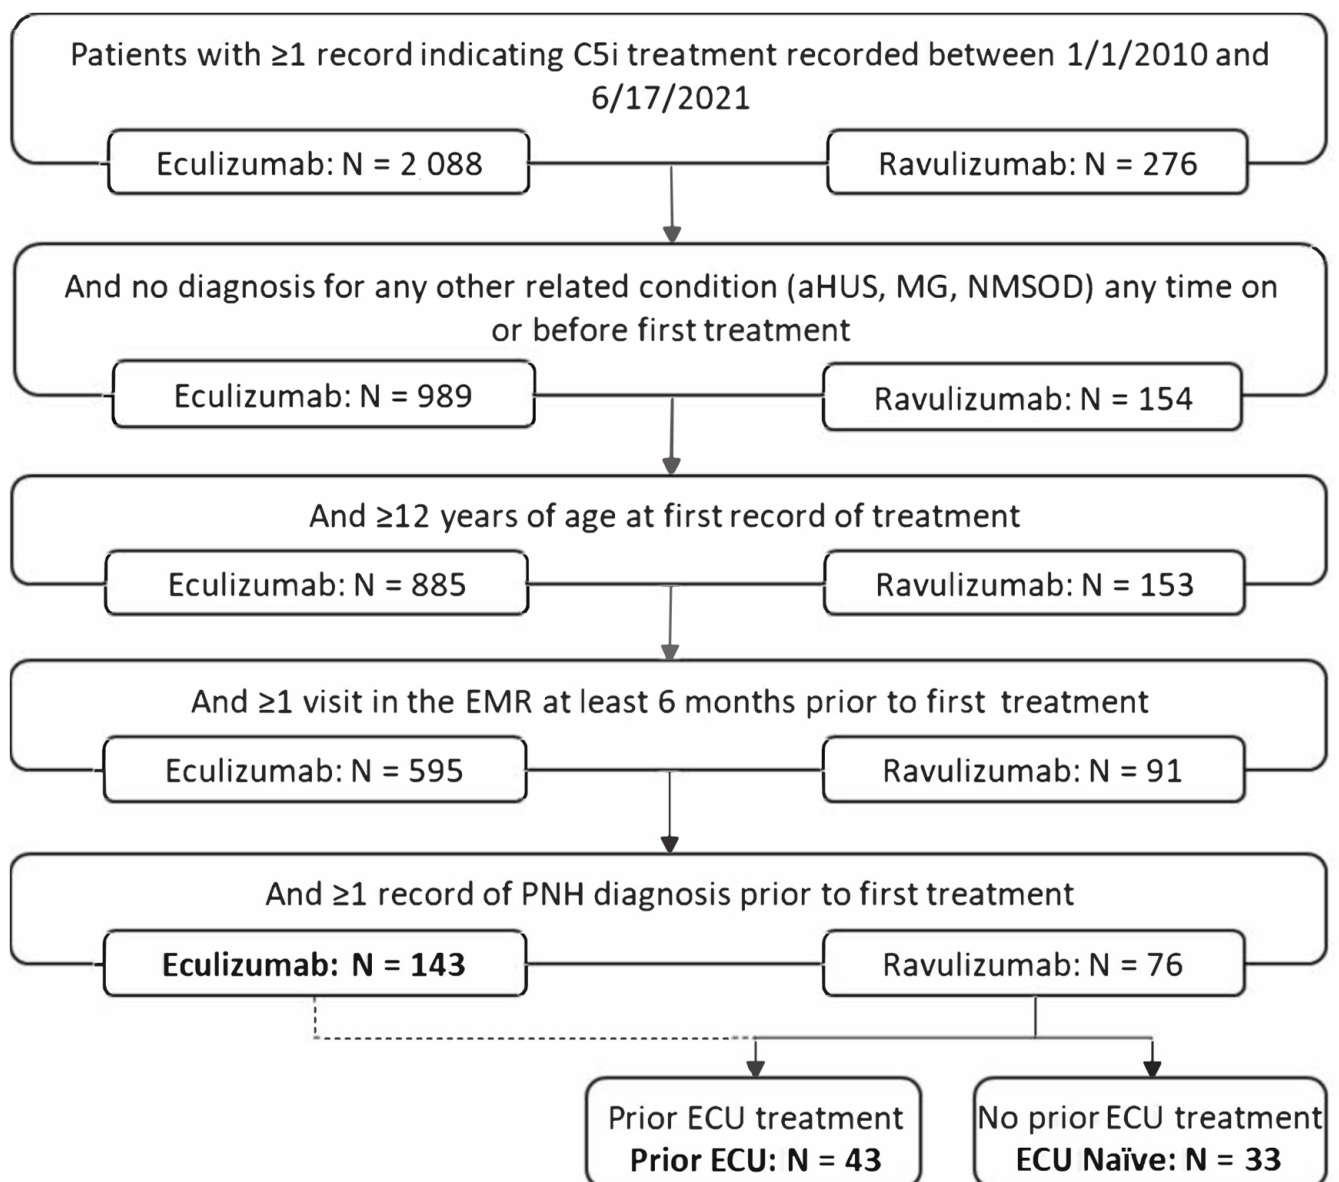 Patients with ≥1 record indicating C5i treatment recorded between 1/1/2010 and
6/17/2021
Eculizumab: N = 2 088
Ravulizumab: N = 276
And no diagnosis for any other related condition (aHUS, MG, NMSOD) any time on
or before first treatment
Eculizumab: N = 989
Ravulizumab: N = 154
And ≥12 years of age at first record of treatment
Eculizumab: N = 885
Ravulizumab: N = 153
And ≥1 visit in the EMR at least 6 months prior to first treatment
Eculizumab: N = 595
Ravulizumab: N = 91
And ≥1 record of PNH diagnosis prior to first treatment
Eculizumab: N = 143
Ravulizumab: N = 76
Prior ECU treatment
Prior ECU: N = 43
No prior ECU treatment
ECU Naïve: N = 33